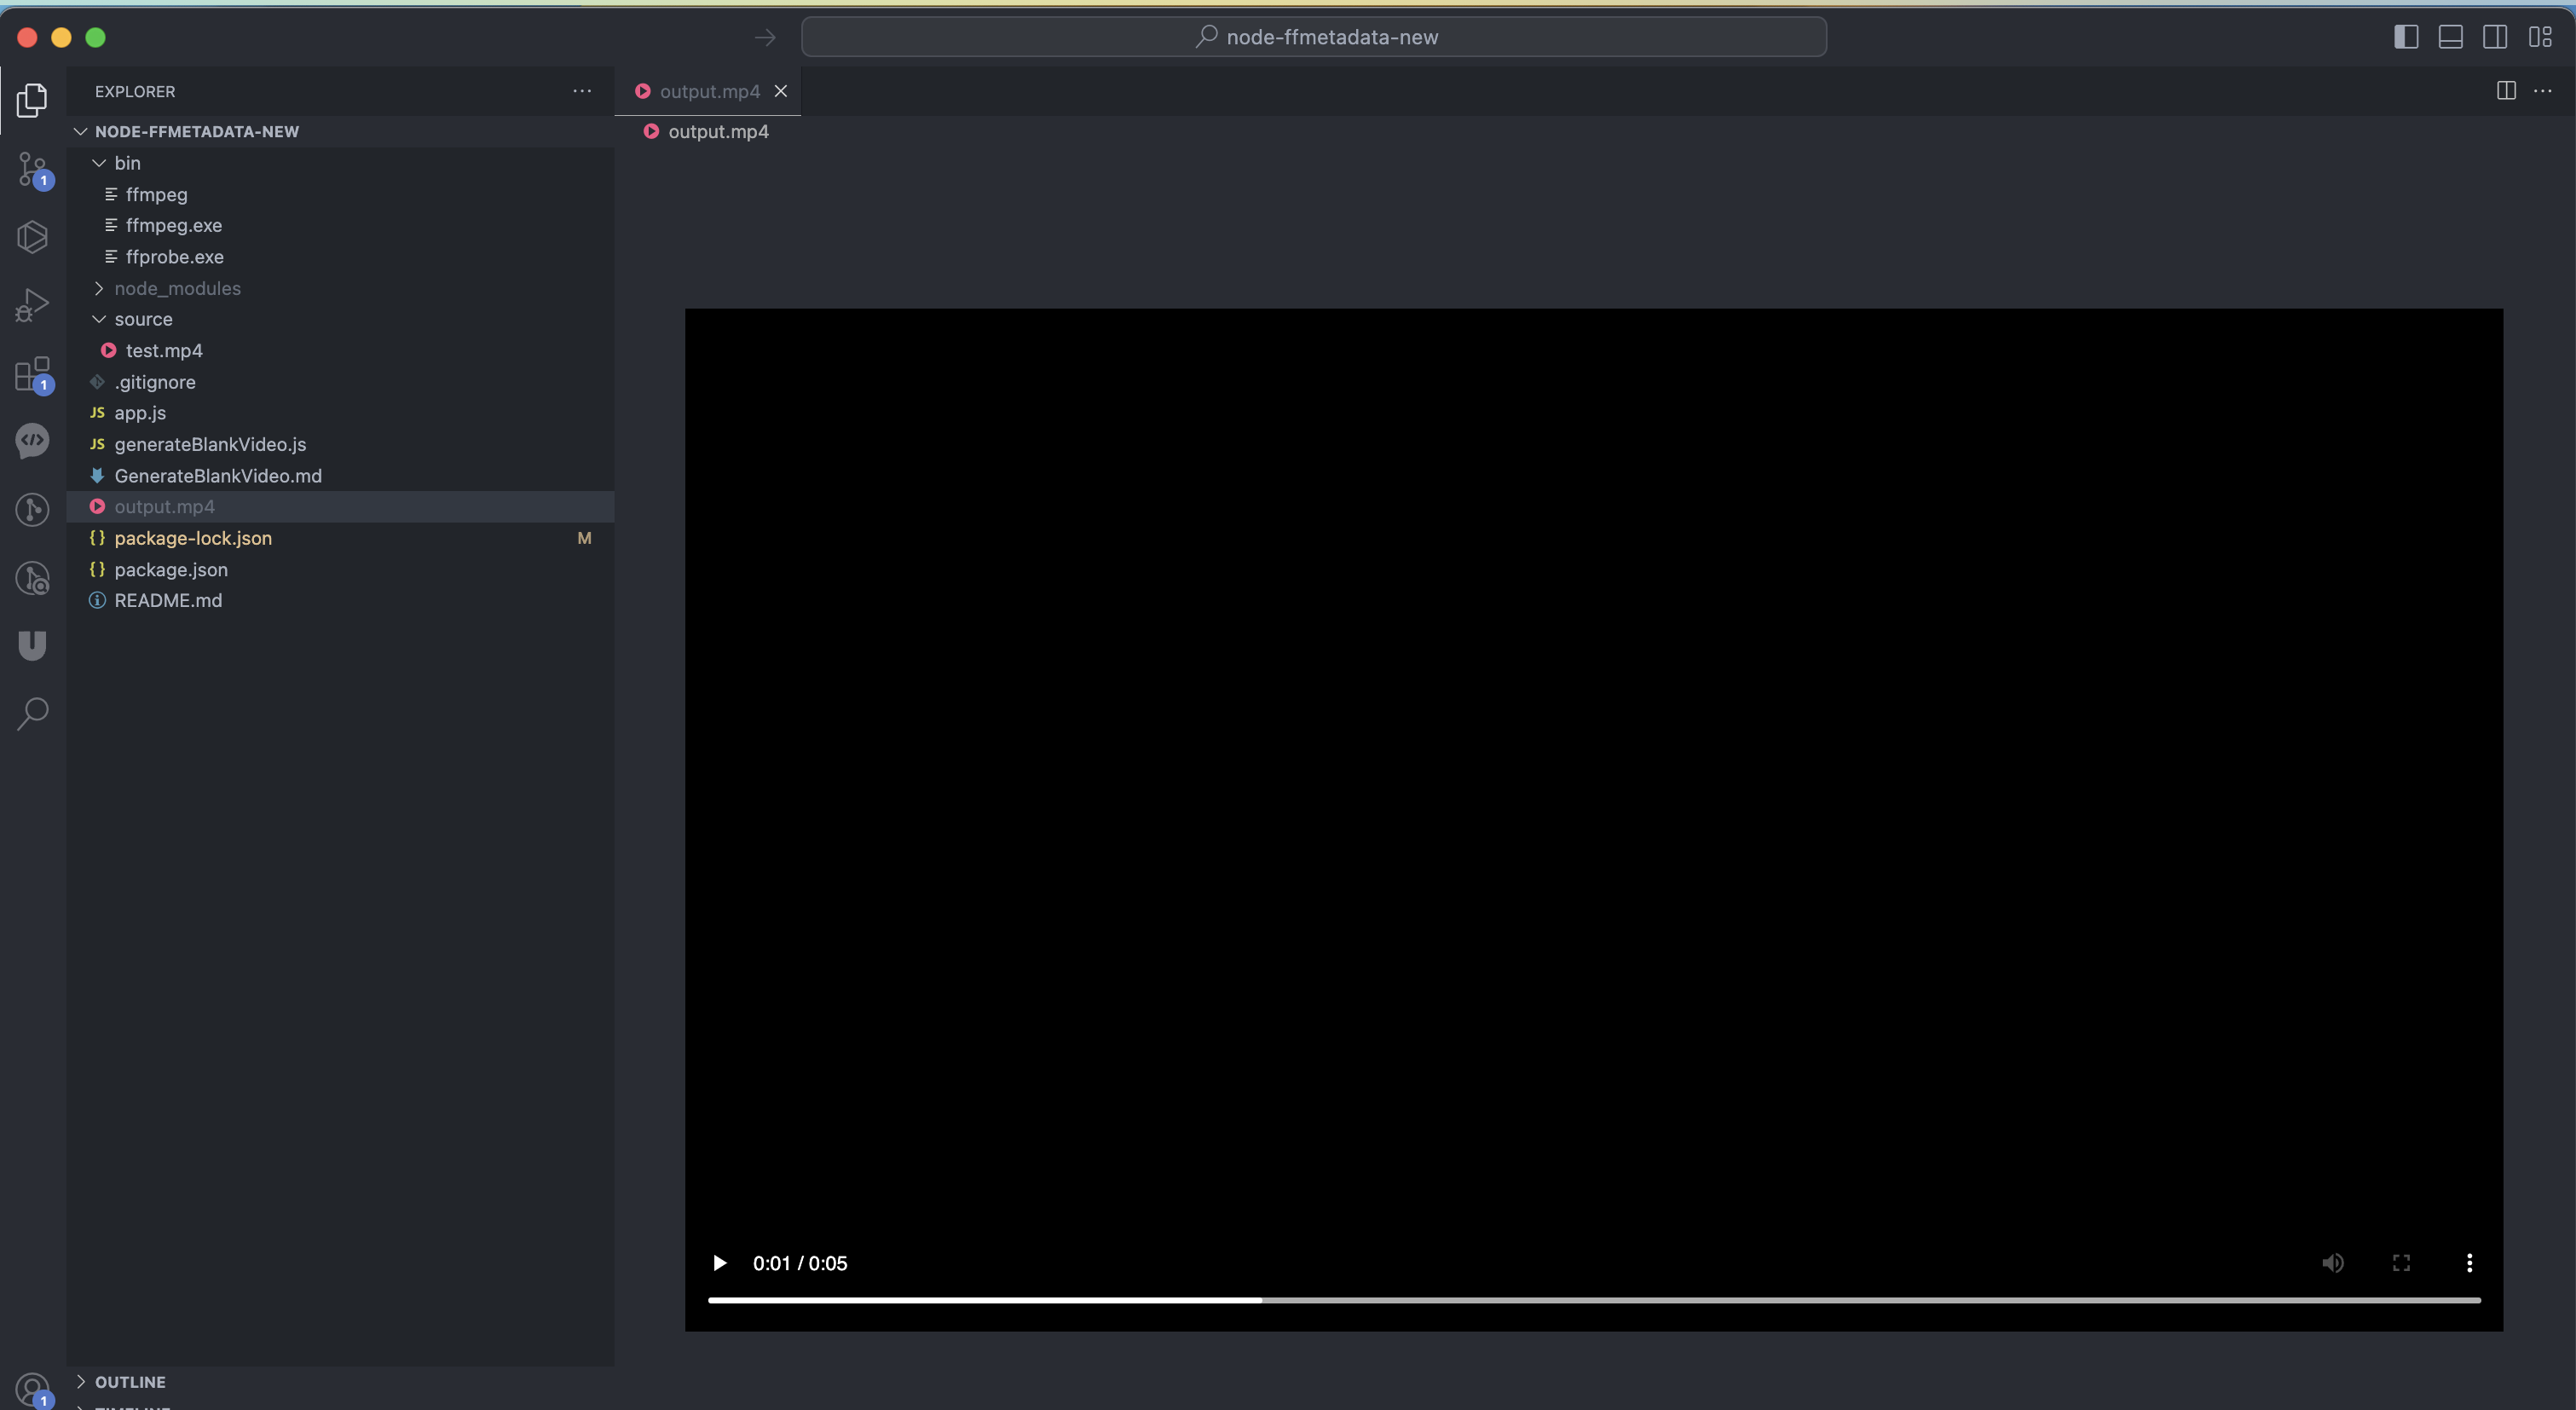 node-ffmetadata-new
EXPLORER
output.mp4
NODE-FFMETADATA-NEW
output.mp4
bin
1
ffmpeg
ffmpeg.exe
ffprobe.exe
node_modules
source
test.mp4
.gitignore
1
JS app.js
JS generateBlankVideo.js
GenerateBlankVideo.md
output.mp4
{} package-lock.json M
{} package.json
README.md
0:01 / 0:05
OUTLINE
1
TIMELINE